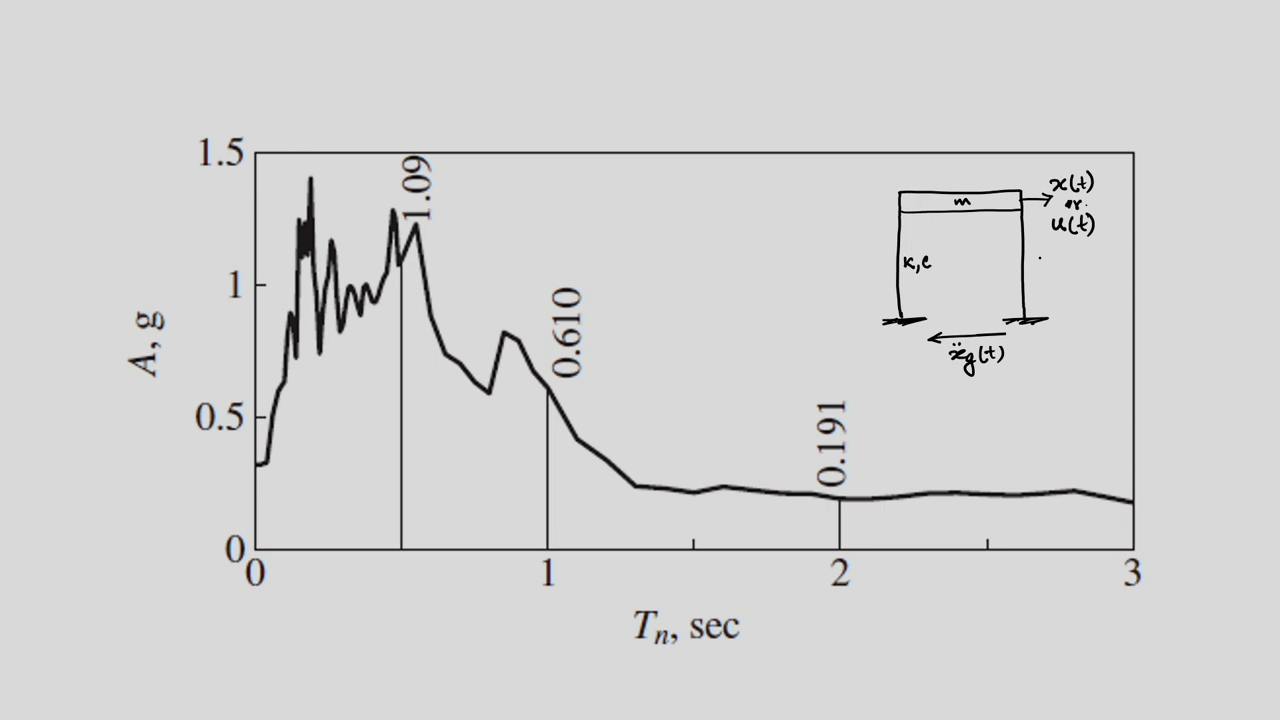 1.5
1
0.5
0
A, g
1.09
0.610
0.191
0
1
2
3
Tₙ, sec
m
x(t)
or
u(t)
k, c
ẍg(t)